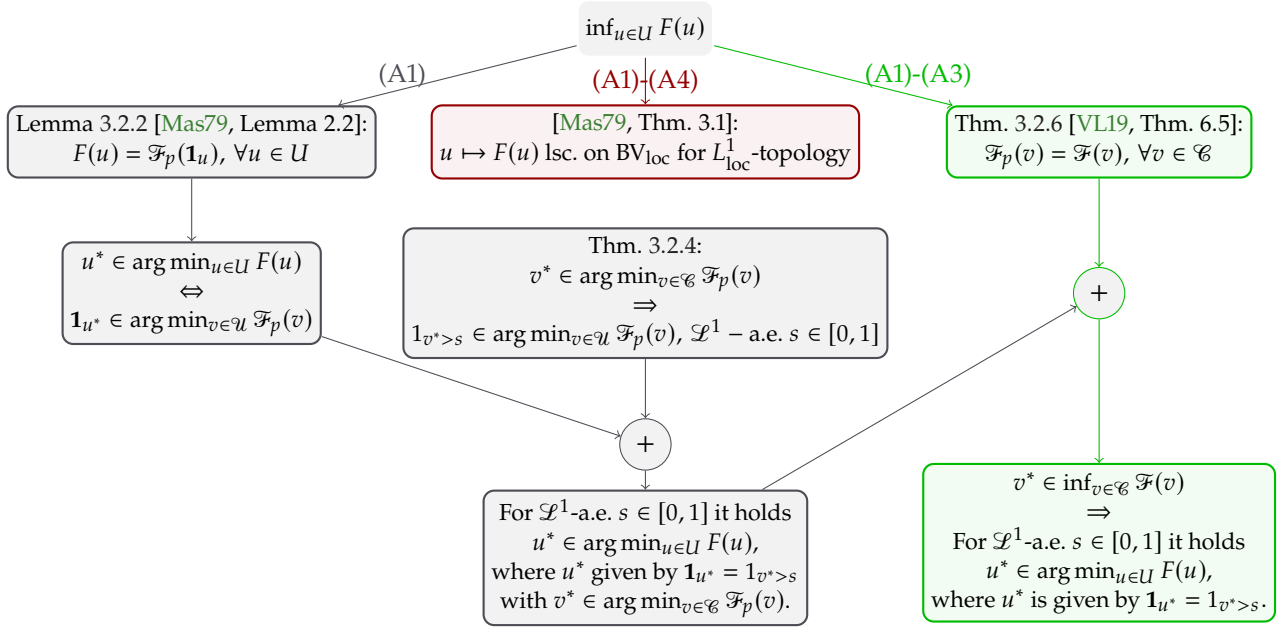 inf_{u∈U} F(u)
(A1)
(A1)-(A4)
(A1)-(A3)
Lemma 3.2.2 [Mas79, Lemma 2.2]:
F(u) = ℱ_p(𝟏_u), ∀u ∈ U
[Mas79, Thm. 3.1]:
u ↦ F(u) lsc. on BV_loc for L¹_loc-topology
Thm. 3.2.6 [VL19, Thm. 6.5]:
ℱ_p(v) = ℱ(v), ∀v ∈ 𝒞
u* ∈ arg min_{u∈U} F(u)
⇔
𝟏_{u*} ∈ arg min_{v∈𝒰} ℱ_p(v)
Thm. 3.2.4:
v* ∈ arg min_{v∈𝒞} ℱ_p(v)
⇒
1_{v*>s} ∈ arg min_{v∈𝒰} ℱ_p(v), ℒ¹ − a.e. s ∈ [0, 1]
+
+
For ℒ¹-a.e. s ∈ [0, 1] it holds
u* ∈ arg min_{u∈U} F(u),
where u* given by 𝟏_{u*} = 1_{v*>s}
with v* ∈ arg min_{v∈𝒞} ℱ_p(v).
v* ∈ inf_{v∈𝒞} ℱ(v)
⇒
For ℒ¹-a.e. s ∈ [0, 1] it holds
u* ∈ arg min_{u∈U} F(u),
where u* is given by 𝟏_{u*} = 1_{v*>s}.